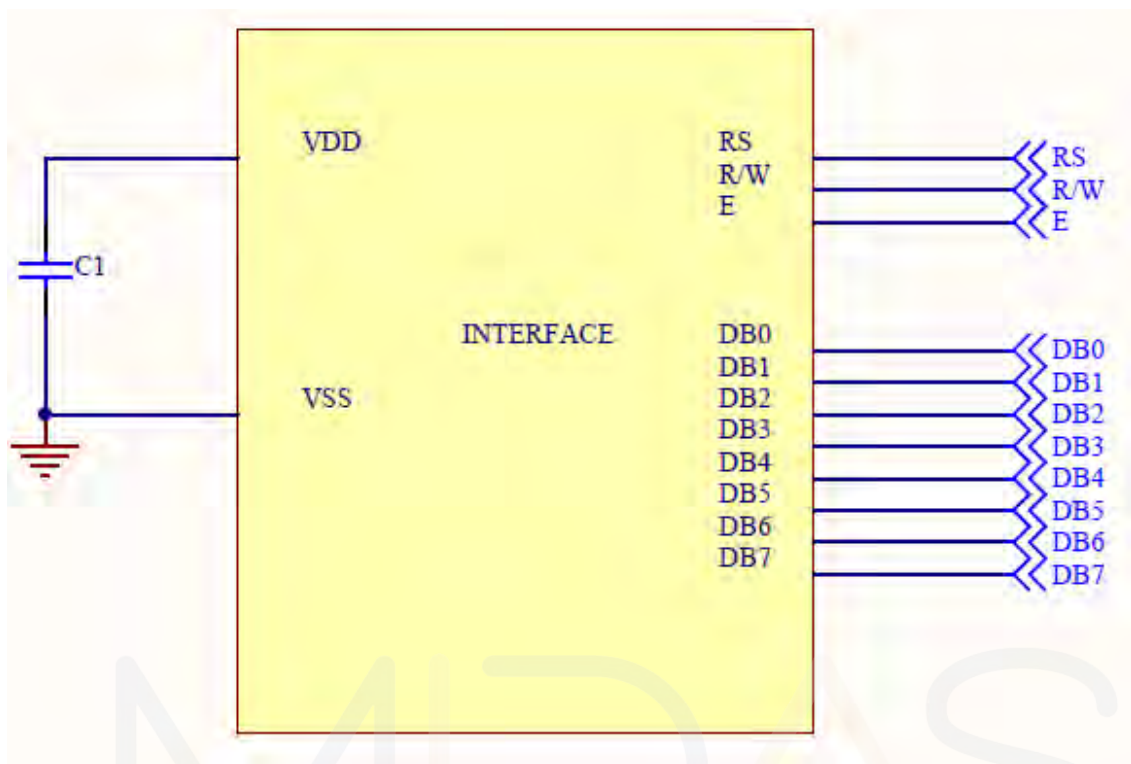 VDD
RS
RS
R/W
R/W
E
E
C1
INTERFACE
DB0
DB0
DB1
DB1
VSS
DB2
DB2
DB3
DB3
DB4
DB4
DB5
DB5
DB6
DB6
DB7
DB7
MIDAS